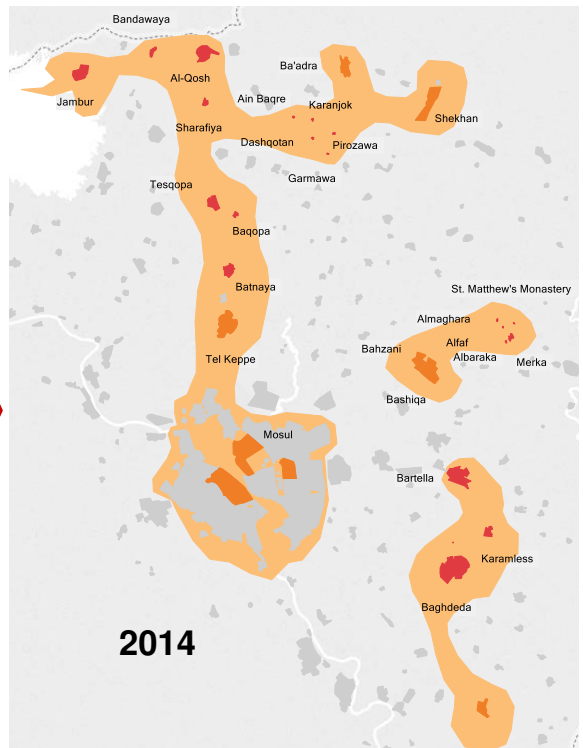 Bandawaya
Ba'adra
Al-Qosh
Jambur
Ain Baqre
Karanjok
Shekhan
Sharafiya
Dashqotan
Pirozawa
Garmawa
Tesqopa
Baqopa
Batnaya
St. Matthew's Monastery
Almaghara
Alfaf
Bahzani
Albaraka
Merka
Tel Keppe
Bashiqa
Mosul
Bartella
Karamless
Baghdeda
2014